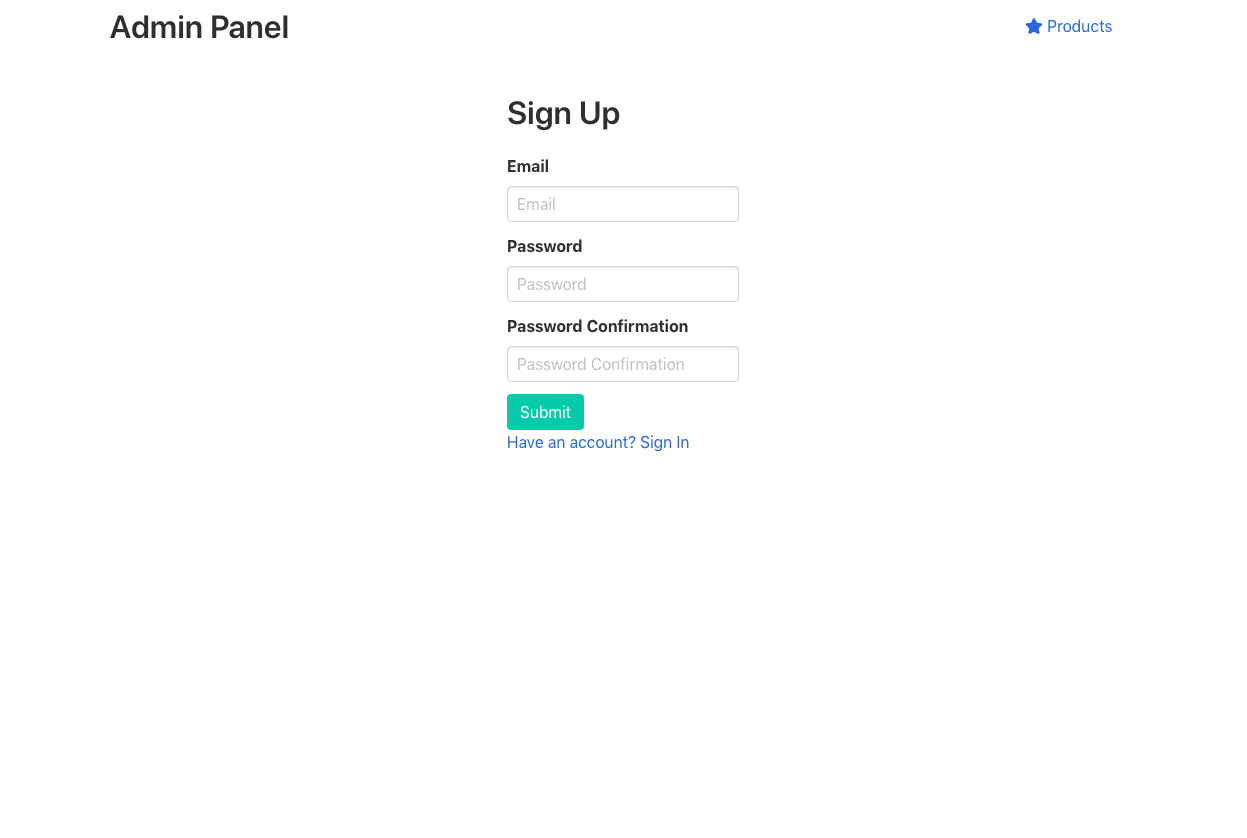 Admin Panel
Products
Sign Up
Email
Email
Password
Password
Password Confirmation
Password Confirmation
Submit
Have an account? Sign In